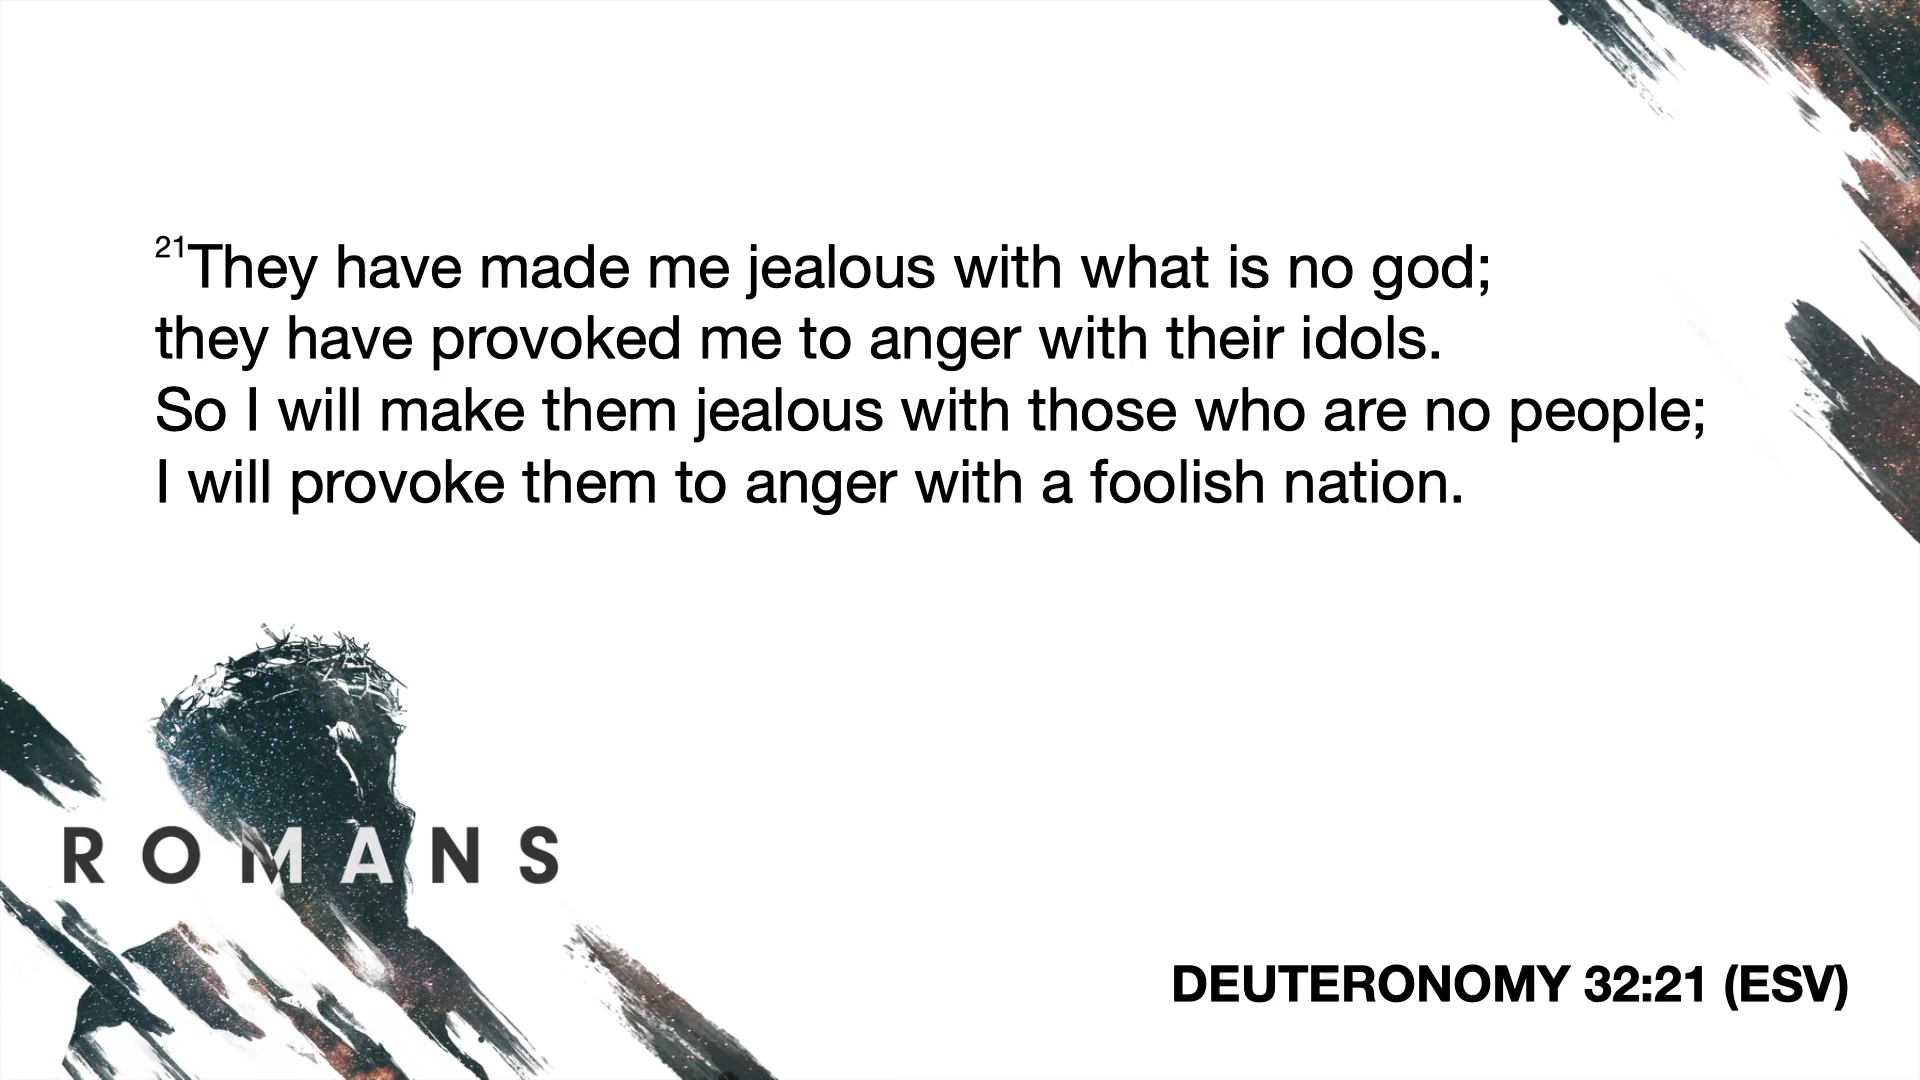 21They have made me jealous with what is no god;
they have provoked me to anger with their idols.
So I will make them jealous with those who are no people;
I will provoke them to anger with a foolish nation.
ROMANS
DEUTERONOMY 32:21 (ESV)